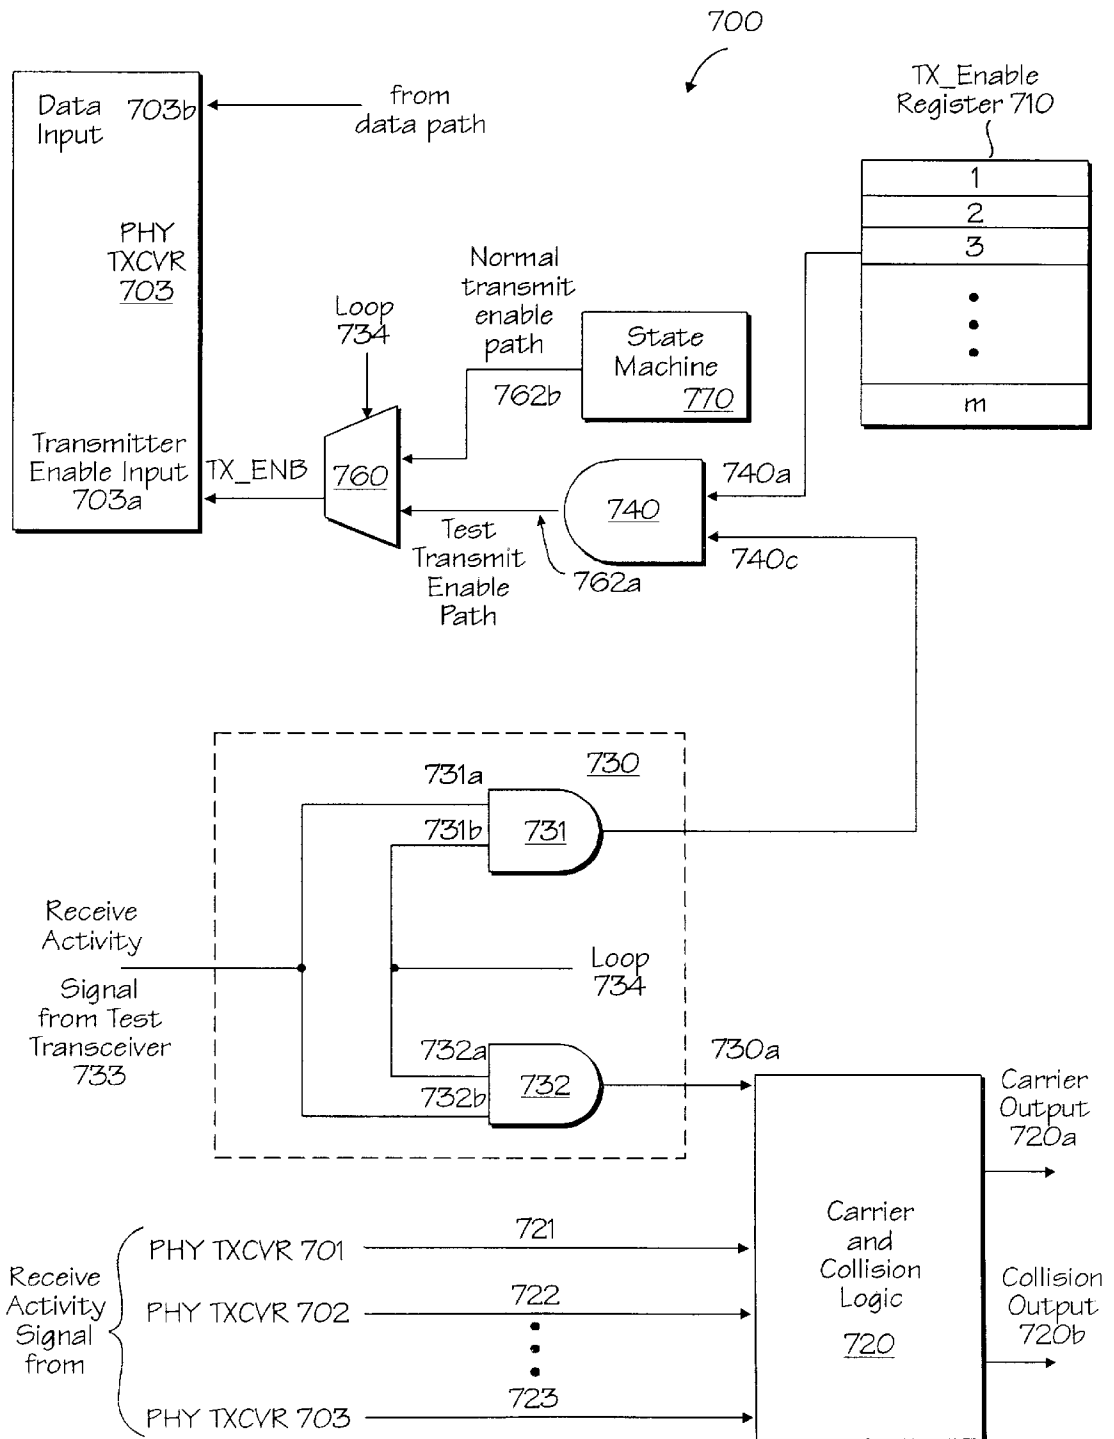 700
TX_Enable
Register 710
Data
Input
703b
from
data path
1
2
3
m
PHY
TXCVR
703
Loop
734
Normal
transmit
enable
path
762b
State
Machine
770
Transmitter
Enable Input
703a
TX_ENB
760
740
740a
740c
Test
Transmit
Enable
Path
762a
730
731a
731b
731
Receive
Activity
Signal
from Test
Transceiver
733
Loop
734
732a
732b
732
730a
Carrier
Output
720a
Carrier
and
Collision
Logic
720
Collision
Output
720b
Receive
Activity
Signal
from
PHY TXCVR 701
721
PHY TXCVR 702
722
PHY TXCVR 703
723